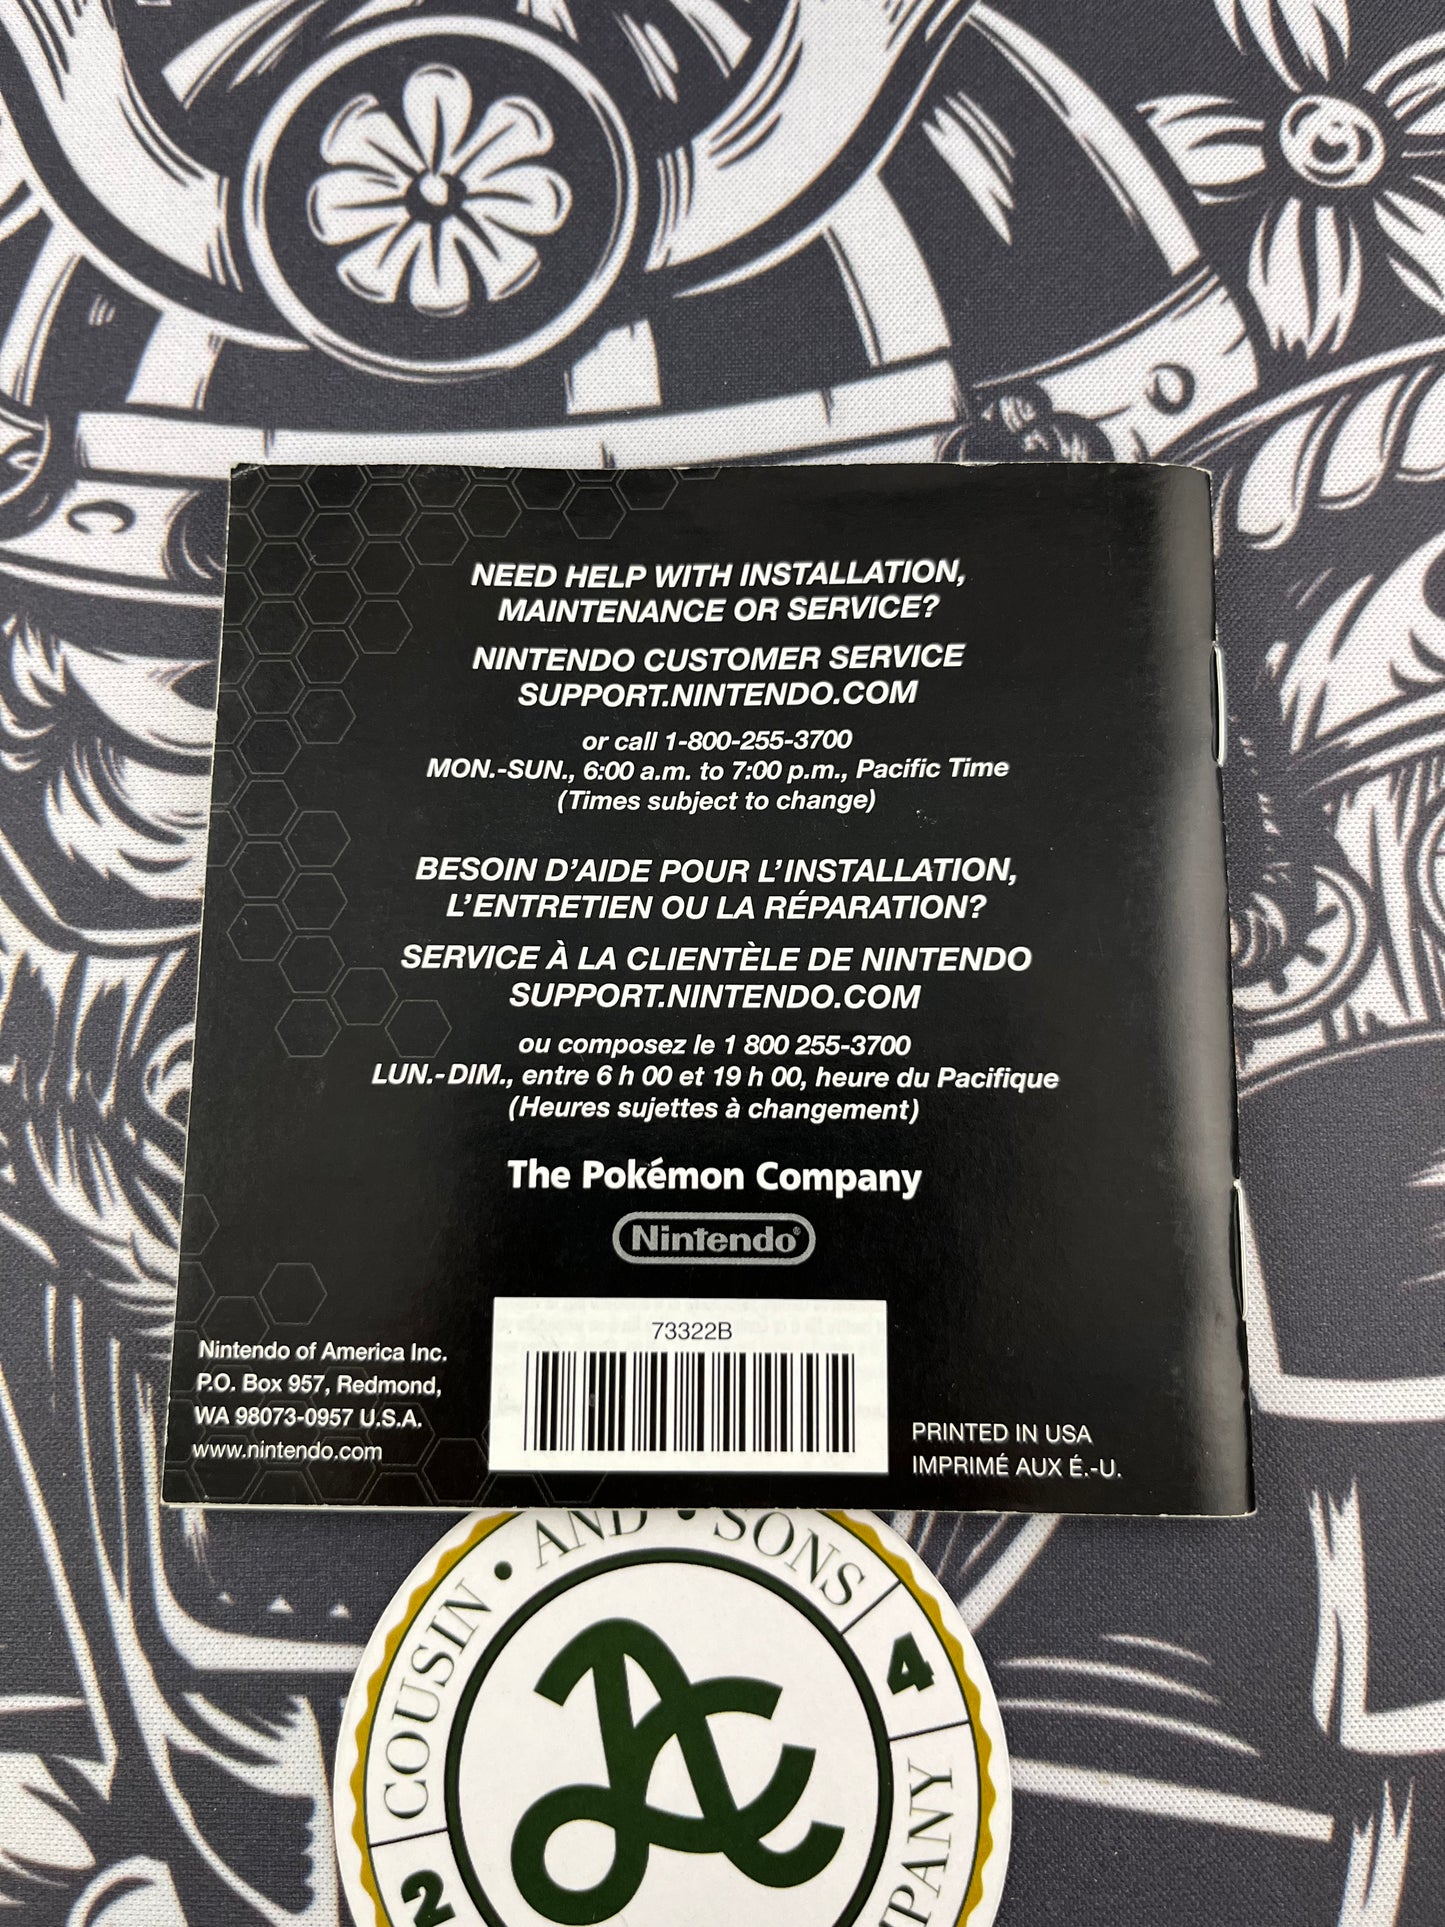 NEED HELP WITH INSTALLATION,
MAINTENANCE OR SERVICE?
NINTENDO CUSTOMER SERVICE
SUPPORT.NINTENDO.COM
or call 1-800-255-3700
MON.-SUN., 6:00 a.m. to 7:00 p.m., Pacific Time
(Times subject to change)
BESOIN D'AIDE POUR L'INSTALLATION,
L'ENTRETIEN OU LA RÉPARATION?
SERVICE À LA CLIENTÈLE DE NINTENDO
SUPPORT.NINTENDO.COM
ou composez le 1 800 255-3700
LUN.-DIM., entre 6 h 00 et 19 h 00, heure du Pacifique
(Heures sujettes à changement)
The Pokémon Company
Nintendo®
73322B
Nintendo of America Inc.
P.O. Box 957, Redmond,
WA 98073-0957 U.S.A.
www.nintendo.com
PRINTED IN USA
IMPRIMÉ AUX É.-U.
COUSIN • AND • SONS
4
2